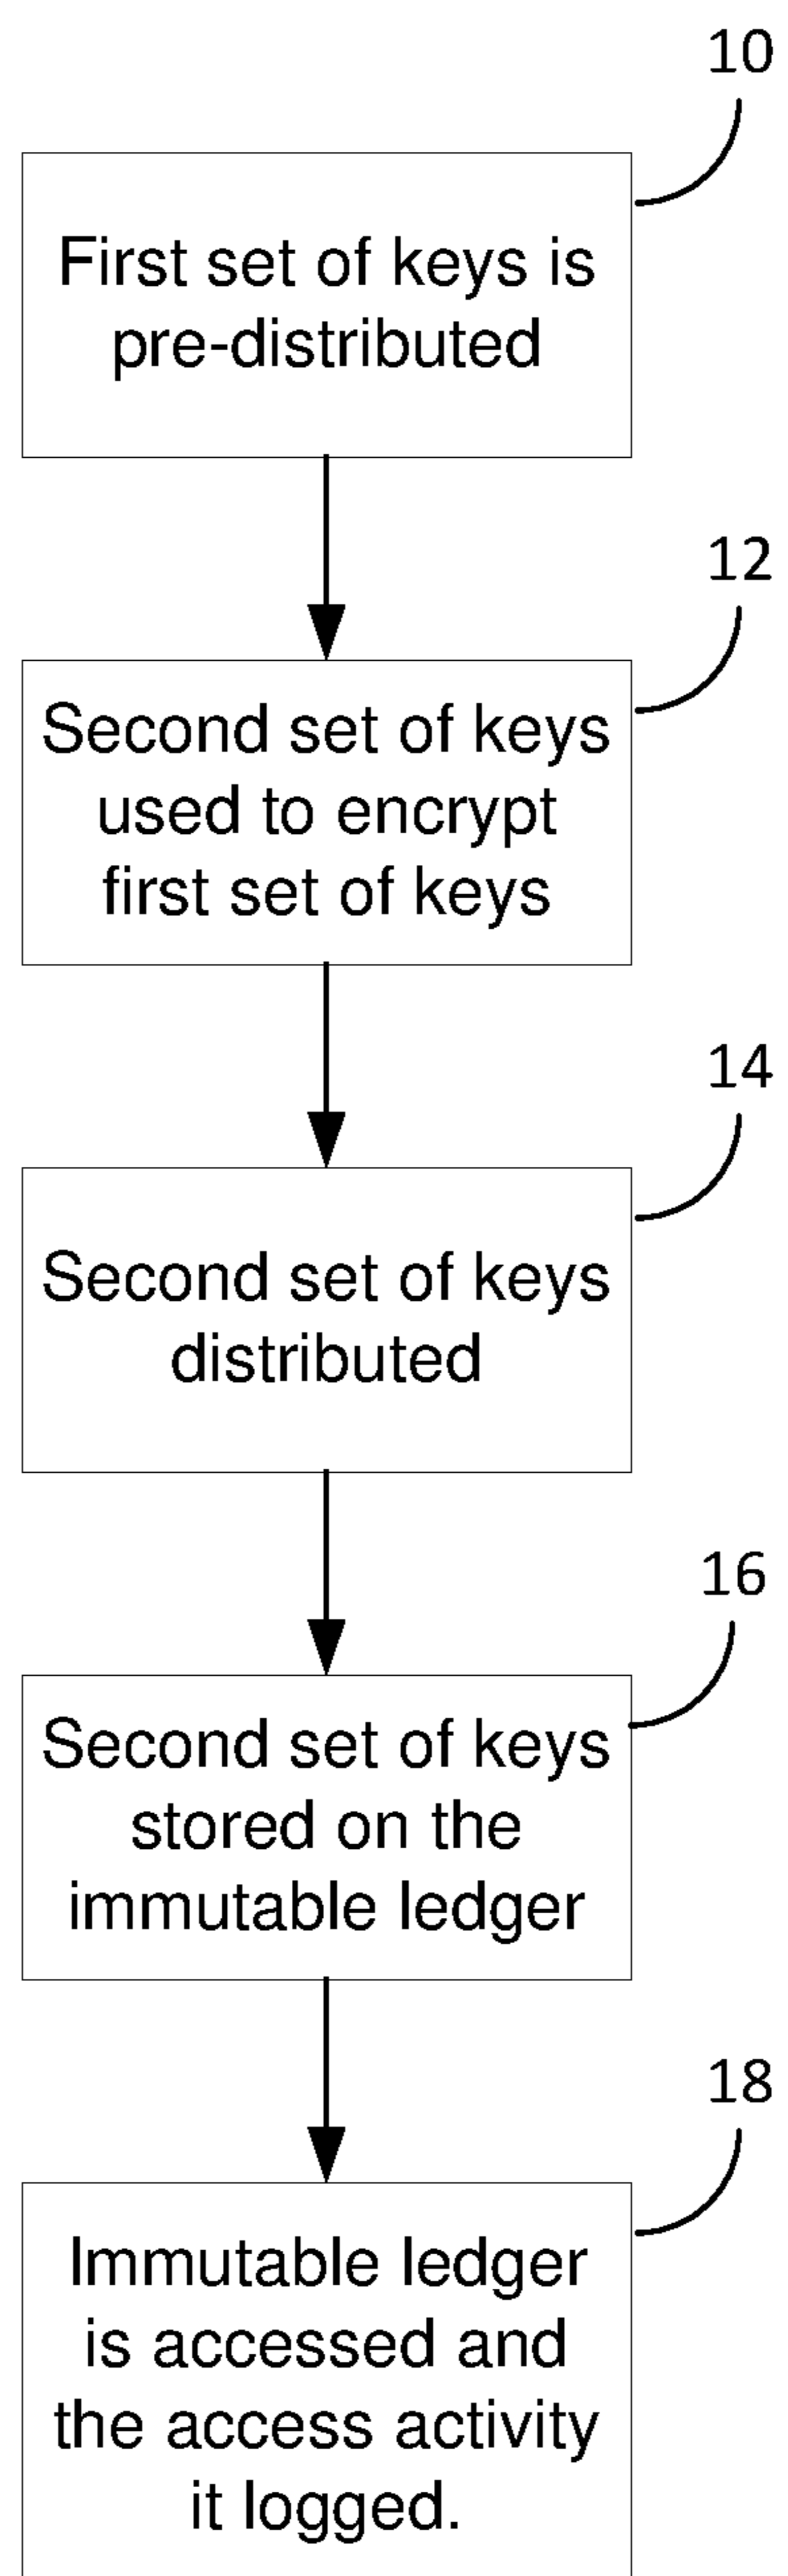 10
First set of keys is
pre-distributed
12
Second set of keys
used to encrypt
first set of keys
14
Second set of keys
distributed
16
Second set of keys
stored on the
immutable ledger
18
Immutable ledger
is accessed and
the access activity
it logged.